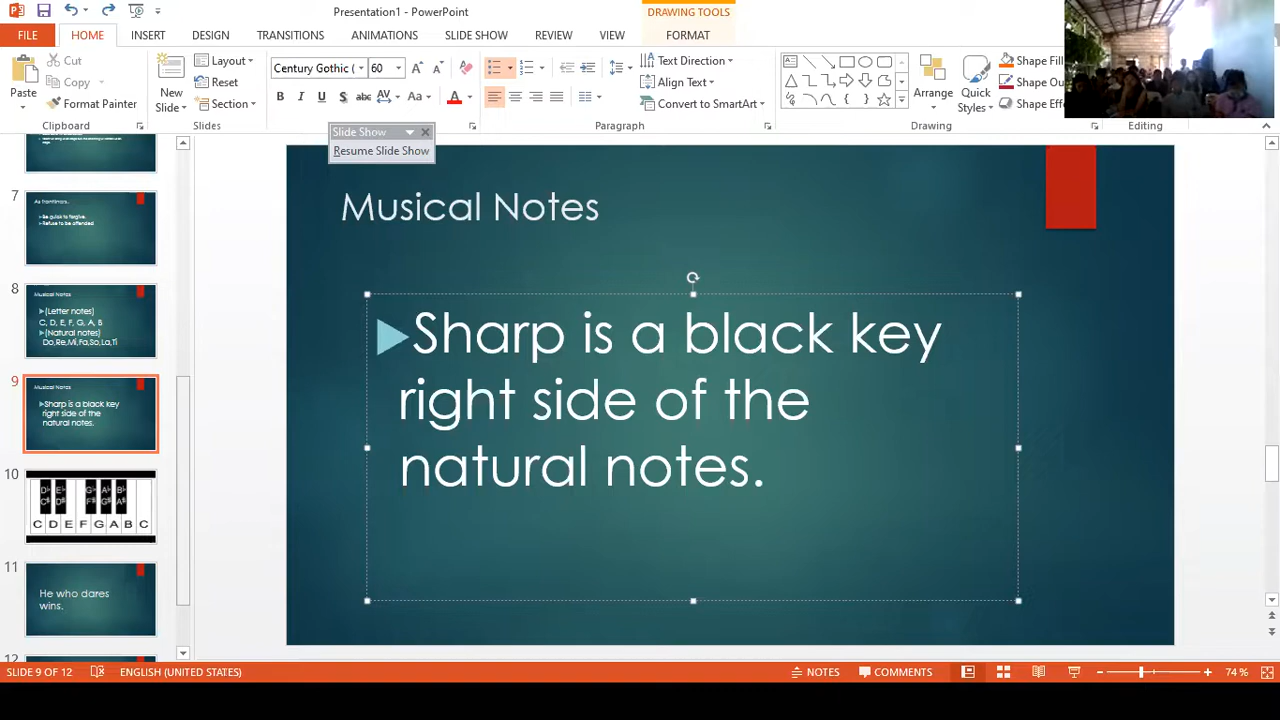 Presentation1 - PowerPoint
DRAWING TOOLS
FILE HOME INSERT DESIGN TRANSITIONS ANIMATIONS SLIDE SHOW REVIEW VIEW FORMAT
Paste
Cut
Copy
Format Painter
Clipboard
New Slide
Layout
Reset
Section
Slides
Century Gothic ( 60
B I U S abc AV Aa A
Text Direction
Align Text
Convert to SmartArt
Paragraph
Arrange
Quick Styles
Shape Fill
Shape
Shape
Drawing
Editing
Slide Show
Resume Slide Show
7
As frontliners..
Be quick to forgive.
Refuse to be offended
8
Musical Notes
(Letter notes)
C, D, E, F, G, A, B
(Natural notes)
Do,Re,Mi,Fa,So,La,Ti
9
Musical Notes
Sharp is a black key
right side of the
natural notes.
10
D♭ E♭ G♭ A♭ B♭
C# D# F# G# A#
C D E F G A B C
11
He who dares
wins.
12
Musical Notes
Sharp is a black key
right side of the
natural notes.
SLIDE 9 OF 12 ENGLISH (UNITED STATES) NOTES COMMENTS 74 %